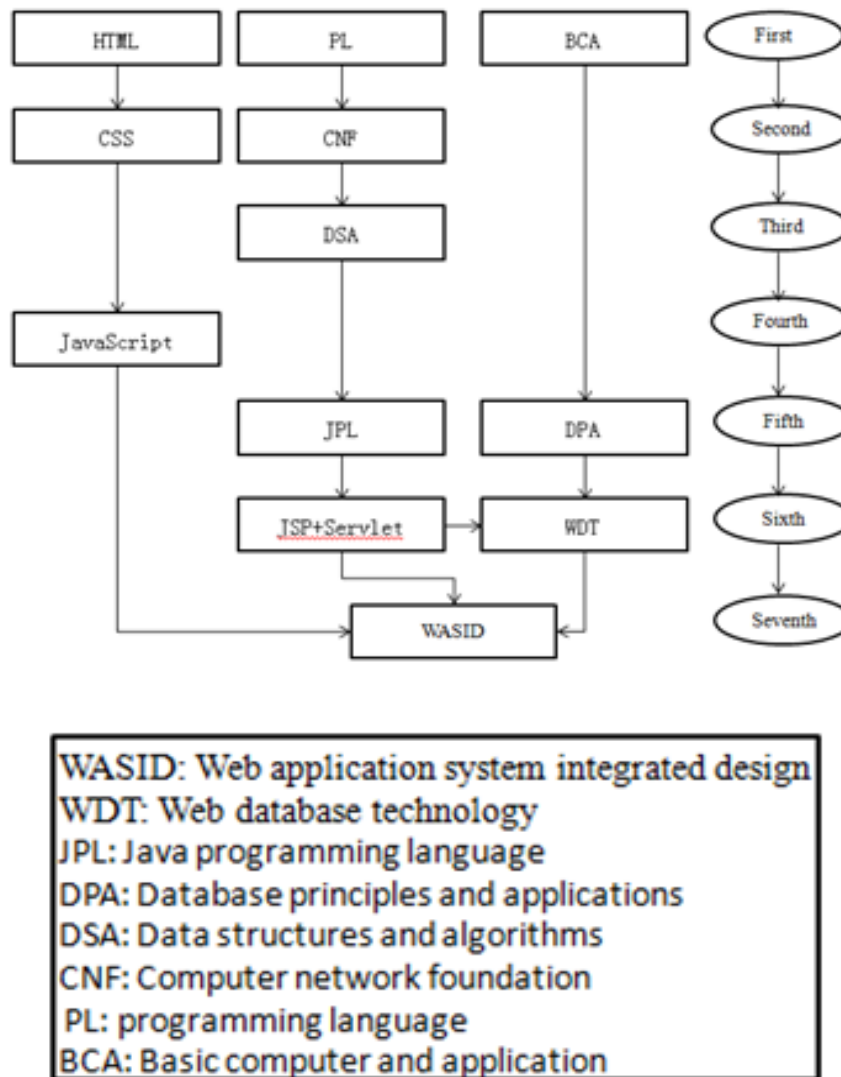 HTML
PL
BCA
First
CSS
CNF
Second
DSA
Third
JavaScript
Fourth
JPL
DPA
Fifth
JSP+Servlet
WDT
Sixth
WASID
Seventh
WASID: Web application system integrated design
WDT: Web database technology
JPL: Java programming language
DPA: Database principles and applications
DSA: Data structures and algorithms
CNF: Computer network foundation
PL: programming language
BCA: Basic computer and application